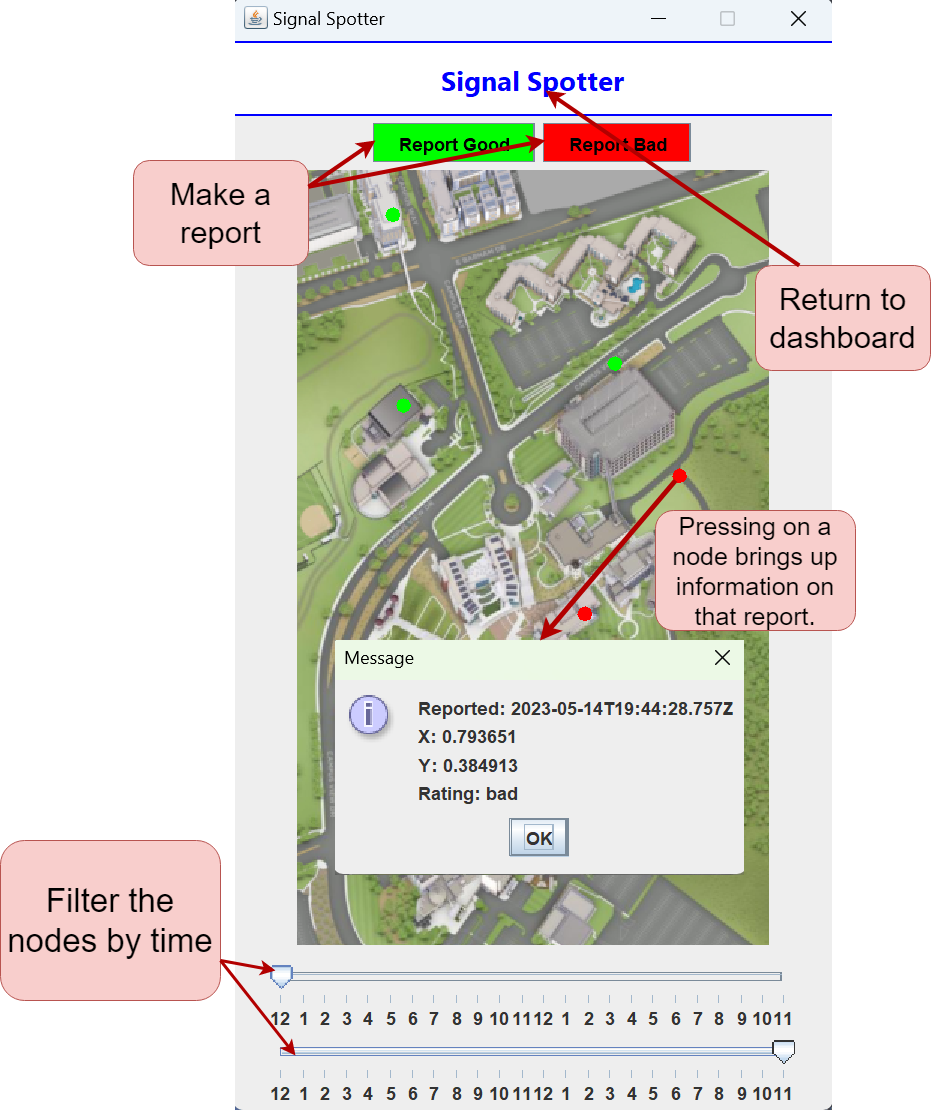 Signal Spotter
Signal Spotter
Report Good
Report Bad
Make a
report
Return to
dashboard
Pressing on a
node brings up
information on
that report.
Message
Reported: 2023-05-14T19:44:28.757Z
X: 0.793651
Y: 0.384913
Rating: bad
OK
Filter the
nodes by time
12 1 2 3 4 5 6 7 8 9 10 11 12 1 2 3 4 5 6 7 8 9 10 11
12 1 2 3 4 5 6 7 8 9 10 11 12 1 2 3 4 5 6 7 8 9 10 11